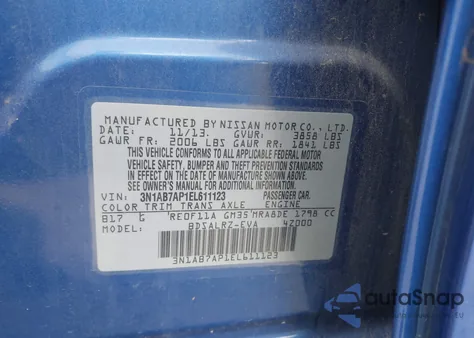 MANUFACTURED BY NISSAN MOTOR CO., LTD.
DATE: 11/13. GVWR: 3858 LBS
GAWR FR: 2006 LBS GAWR RR: 1841 LBS
THIS VEHICLE CONFORMS TO ALL APPLICABLE FEDERAL MOTOR
VEHICLE SAFETY, BUMPER AND THEFT PREVENTION STANDARDS
IN EFFECT ON THE DATE OF MANUFACTURE SHOWN ABOVE.
SEE OWNER'S MANUAL FOR ADDITIONAL INFORMATION.
VIN: 3N1AB7AP1EL611123 PASSENGER CAR.
COLOR TRIM TRANS AXLE ENGINE
B17 G RE0F11A GM35 MRA8DE 1798 CC
MODEL: BDSALRZ-EVA 42000
3N1AB7AP1EL611123
autoSnap